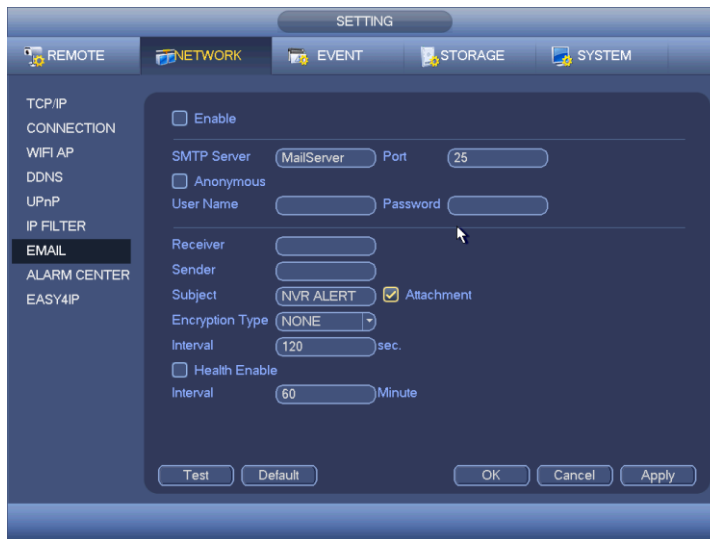 SETTING
REMOTE NETWORK EVENT STORAGE SYSTEM
TCP/IP
CONNECTION
WIFI AP
DDNS
UPnP
IP FILTER
EMAIL
ALARM CENTER
EASY4IP
Enable
SMTP Server MailServer Port 25
Anonymous
User Name Password
Receiver
Sender
Subject NVR ALERT Attachment
Encryption Type NONE
Interval 120 sec.
Health Enable
Interval 60 Minute
Test Default OK Cancel Apply